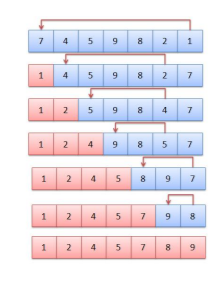 7 4 5 9 8 2 1
1 4 5 9 8 2 7
1 2 5 9 8 4 7
1 2 4 9 8 5 7
1 2 4 5 8 9 7
1 2 4 5 7 9 8
1 2 4 5 7 8 9